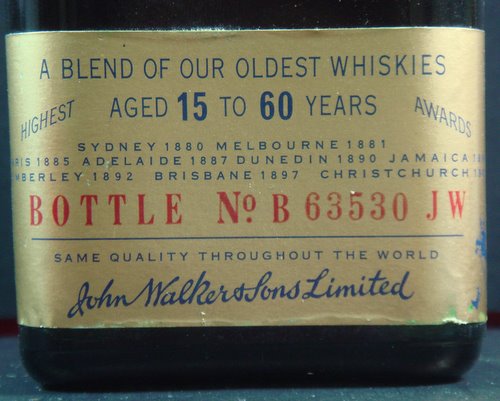 A BLEND OF OUR OLDEST WHISKIES
HIGHEST AGED 15 TO 60 YEARS AWARDS
SYDNEY 1880 MELBOURNE 1881
1885 ADELAIDE 1887 DUNEDIN 1890 JAMAICA
1892 BRISBANE 1897 CHRISTCHURCH
BOTTLE No B 63530 JW
SAME QUALITY THROUGHOUT THE WORLD
John Walker & Sons Limited